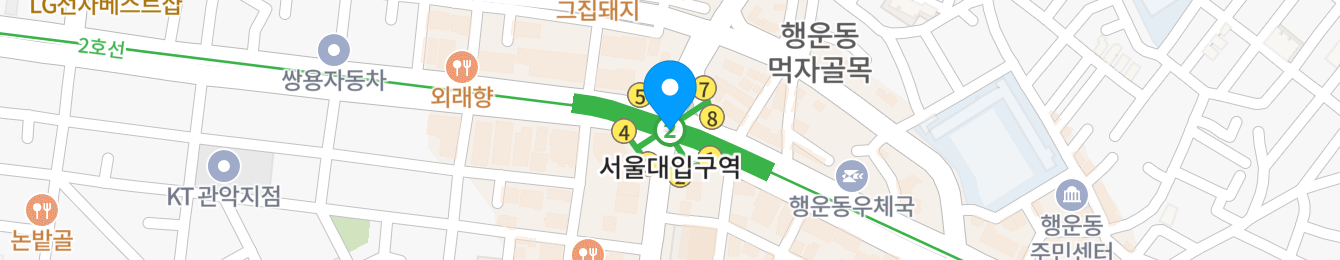 LG전자베스트샵
그집돼지
2호선
행운동
먹자골목
쌍용자동차
외래향
5
7
8
4
2
서울대입구역
KT 관악지점
행운동우체국
논밭골
행운동
주민센터